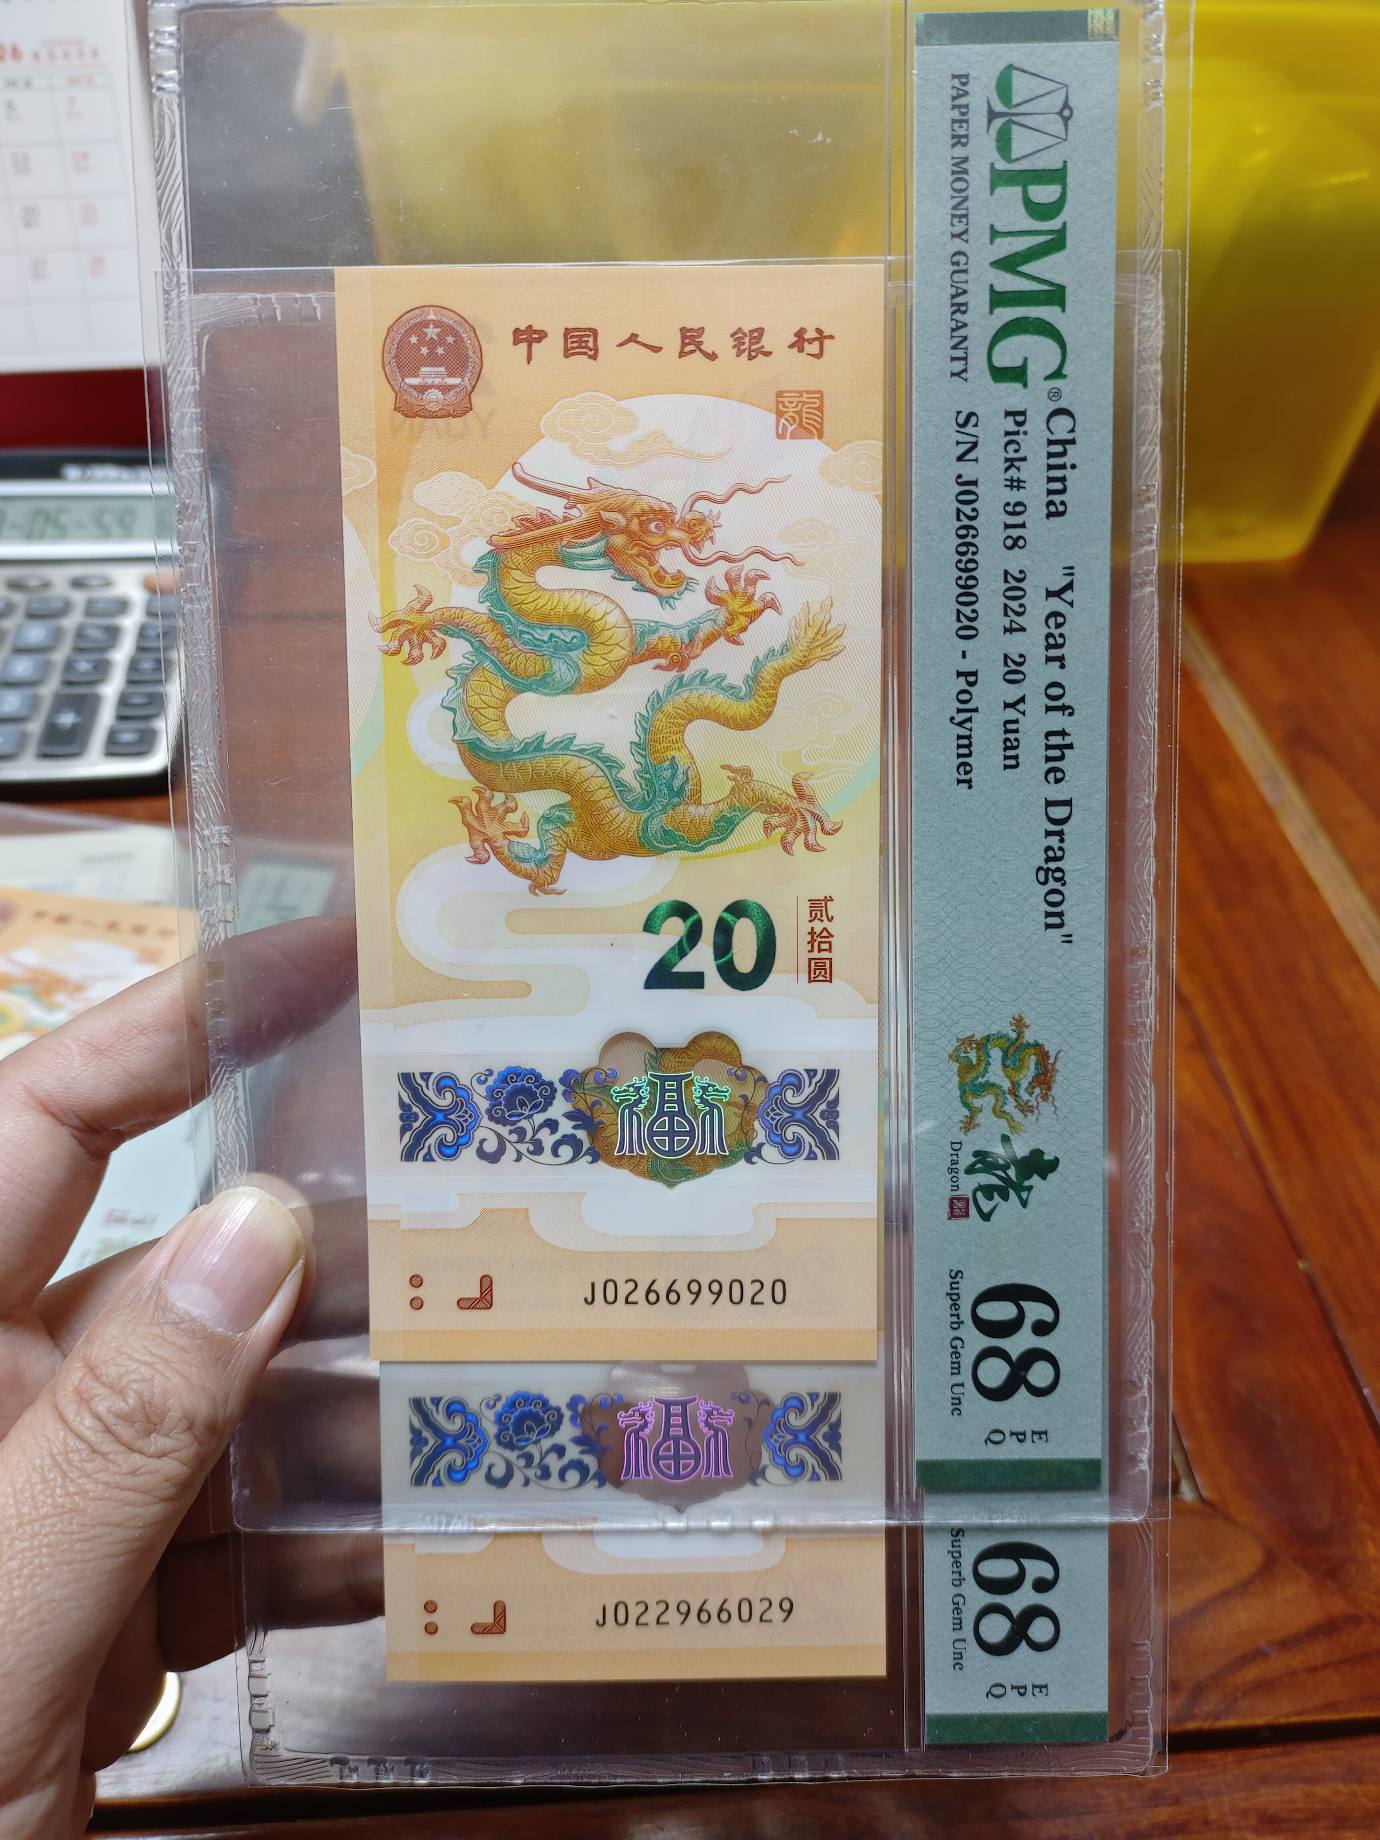 中国人民银行
龍
20
贰拾圆
福
J026699020
福
J022966029
PMG®
PAPER MONEY GUARANTY
China "Year of the Dragon"
Pick# 918 2024 20 Yuan
S/N J026699020 - Polymer
龍
Dragon
68 EPQ
Superb Gem Unc
68 EPQ
Superb Gem Unc